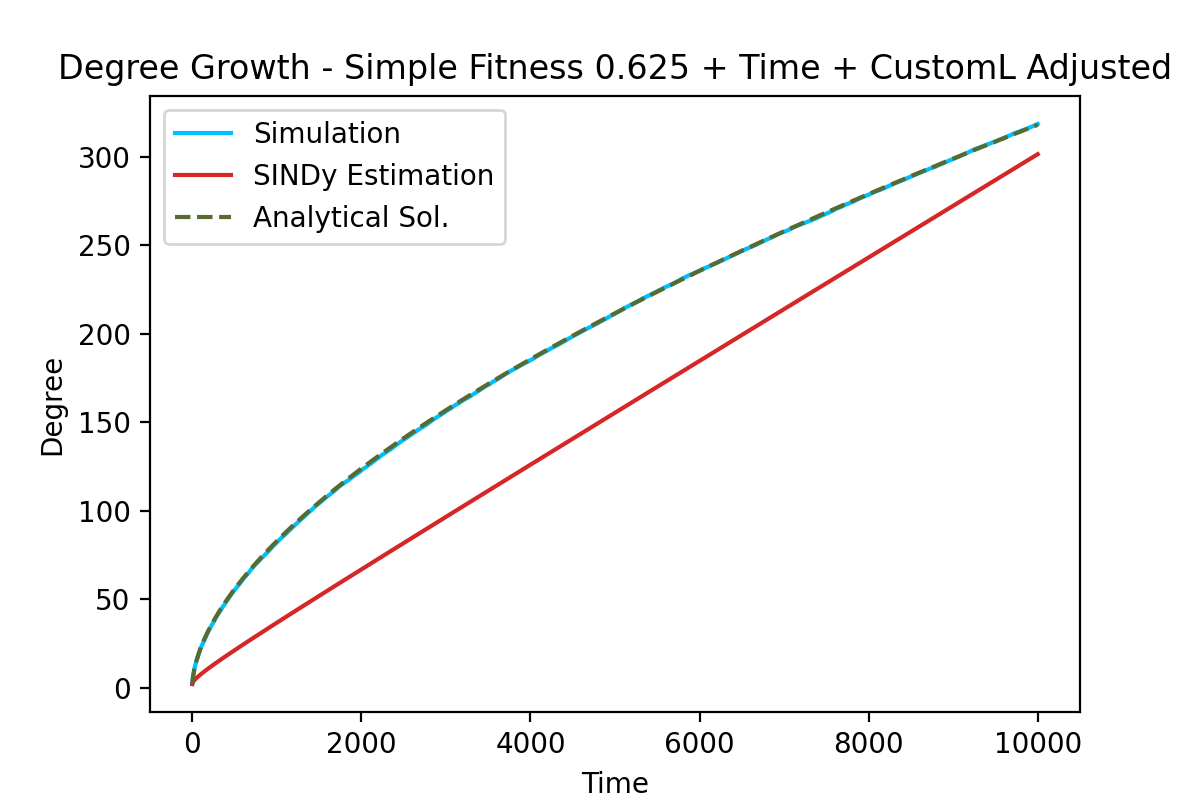 Degree Growth - Simple Fitness 0.625 + Time + CustomL Adjusted
Simulation
SINDy Estimation
Analytical Sol.
300
250
200
150
100
50
0
Degree
0 2000 4000 6000 8000 10000
Time